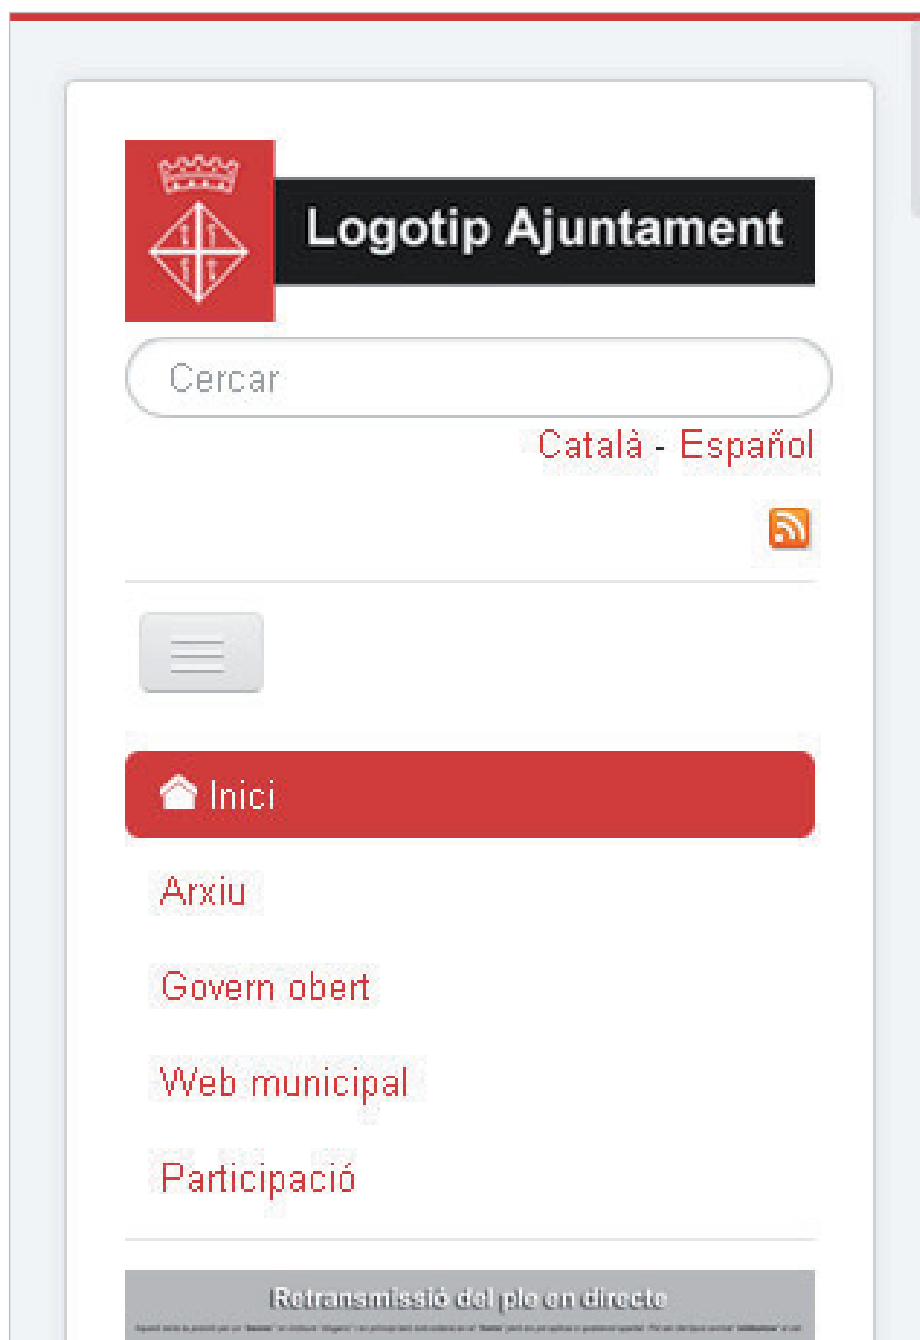 Logotip Ajuntament
Cercar
Català - Español
Inici
Arxiu
Govern obert
Web municipal
Participació
Retransmissió del ple en directe